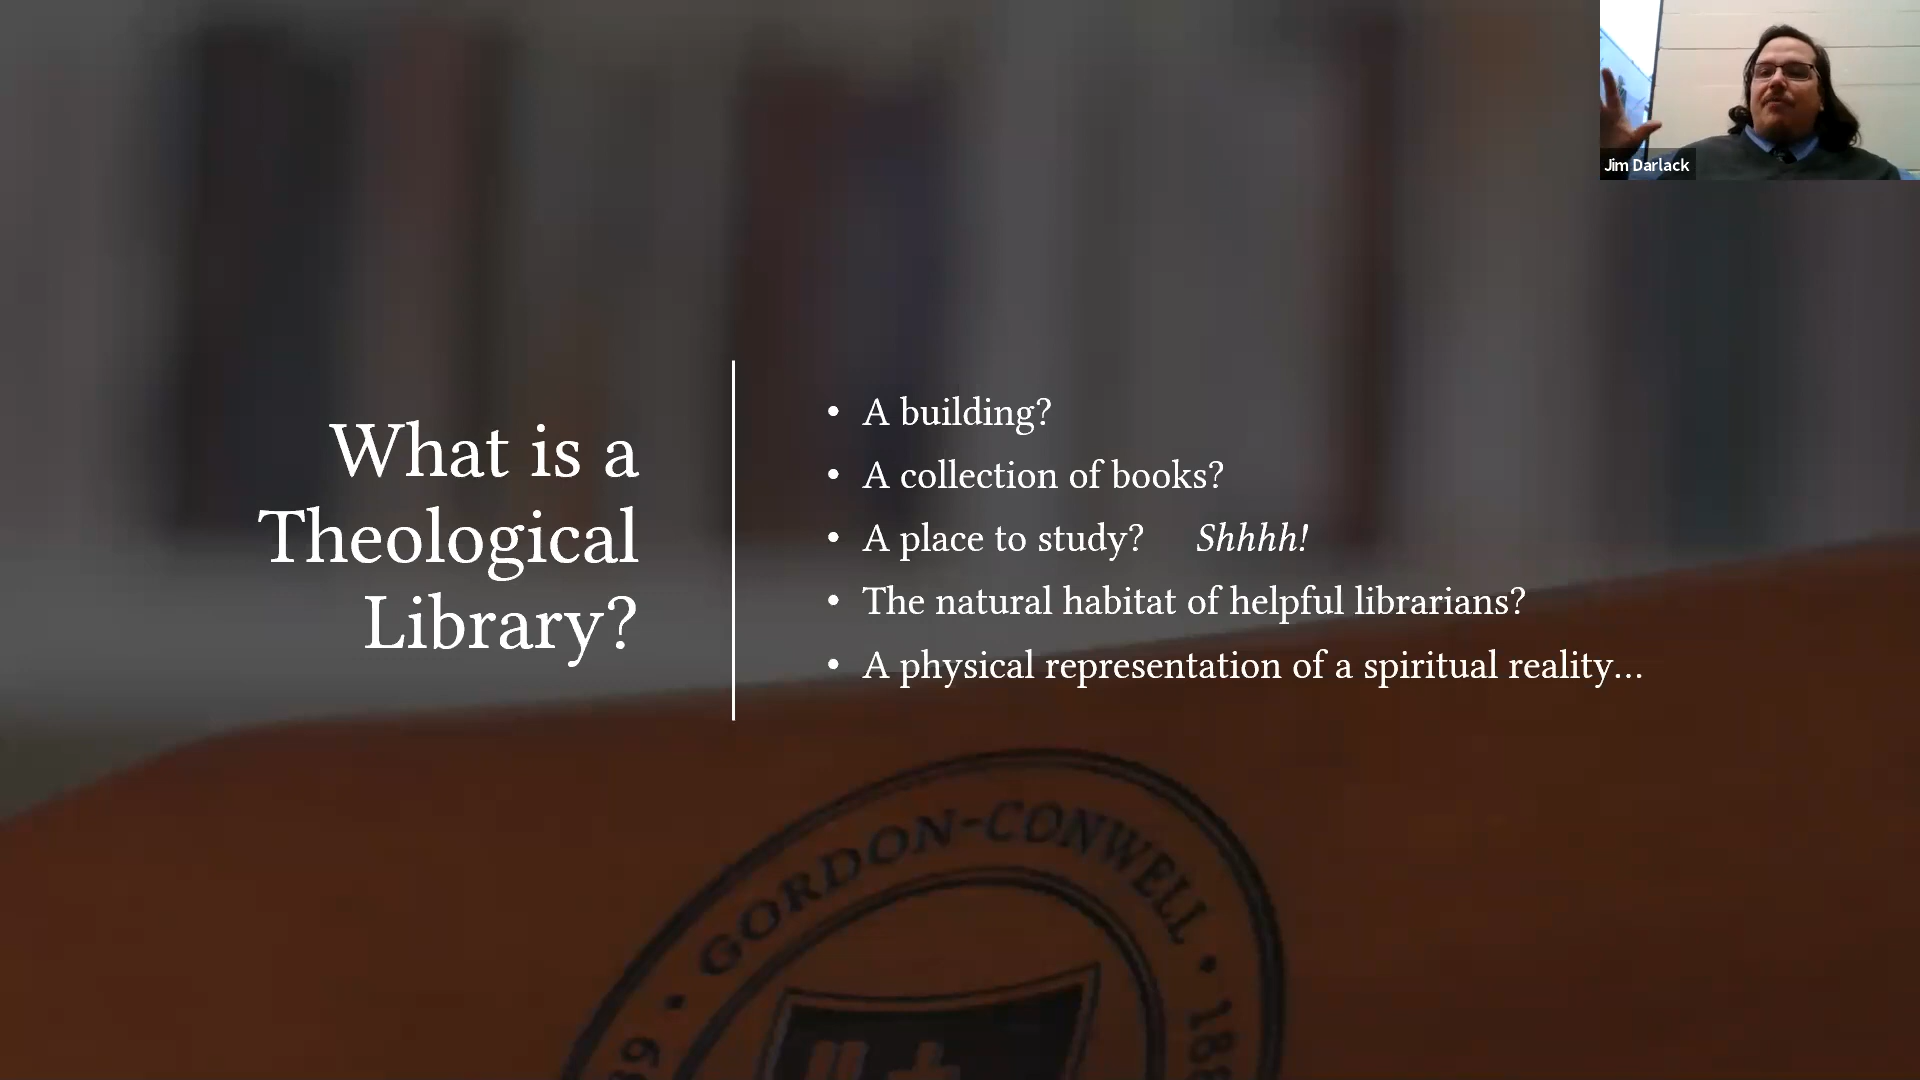 Jim Darlack
What is a
Theological
Library?
• A building?
• A collection of books?
• A place to study? Shhhh!
• The natural habitat of helpful librarians?
• A physical representation of a spiritual reality...
• GORDON-CONWELL •